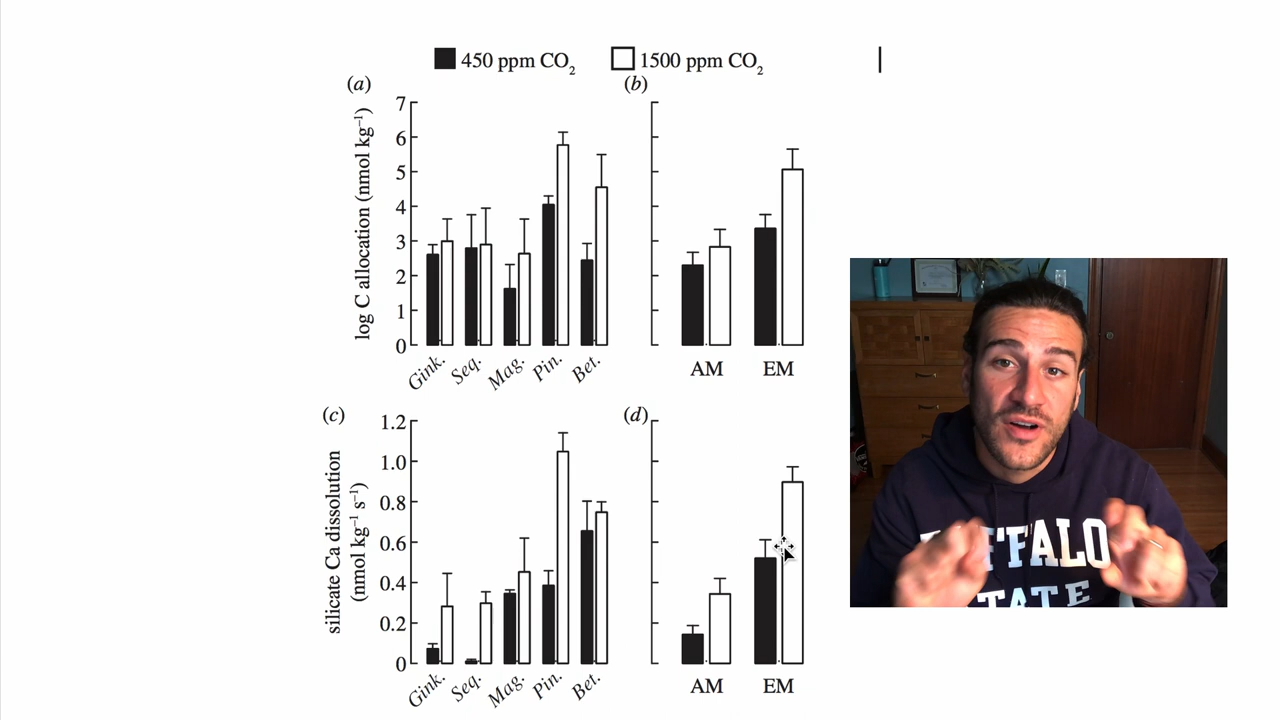 450 ppm CO₂ 1500 ppm CO₂
(a)
log C allocation (nmol kg⁻¹)
7
6
5
4
3
2
1
0
Gink. Seq. Mag. Pin. Bet.
(b)
AM EM
(c)
silicate Ca dissolution
(nmol kg⁻¹ s⁻¹)
1.2
1.0
0.8
0.6
0.4
0.2
0
Gink. Seq. Mag. Pin. Bet.
(d)
AM EM
BUFFALO
STATE